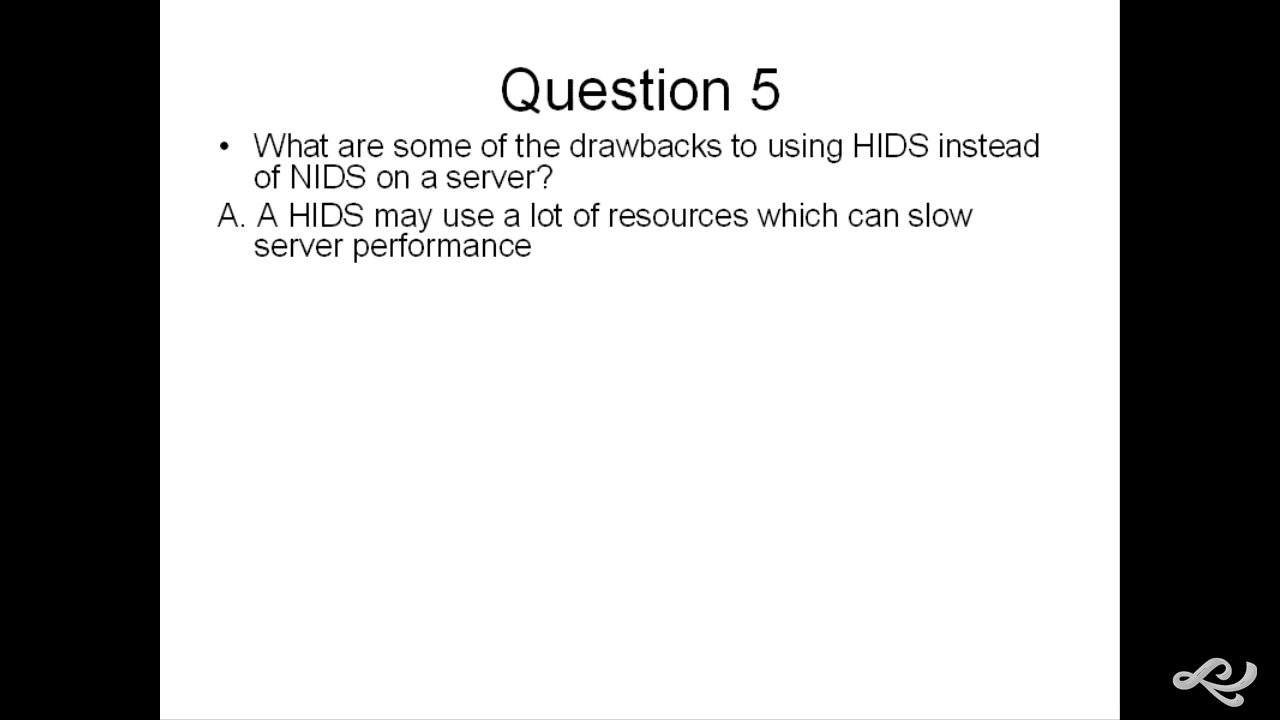 Question 5
• What are some of the drawbacks to using HIDS instead
of NIDS on a server?
A. A HIDS may use a lot of resources which can slow
server performance